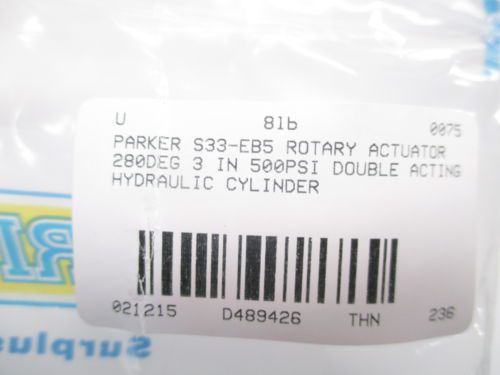 U 8lb 0075
PARKER S33-EB5 ROTARY ACTUATOR
280DEG 3 IN 500PSI DOUBLE ACTING
HYDRAULIC CYLINDER
021215 D489426 THN 236
Surplus